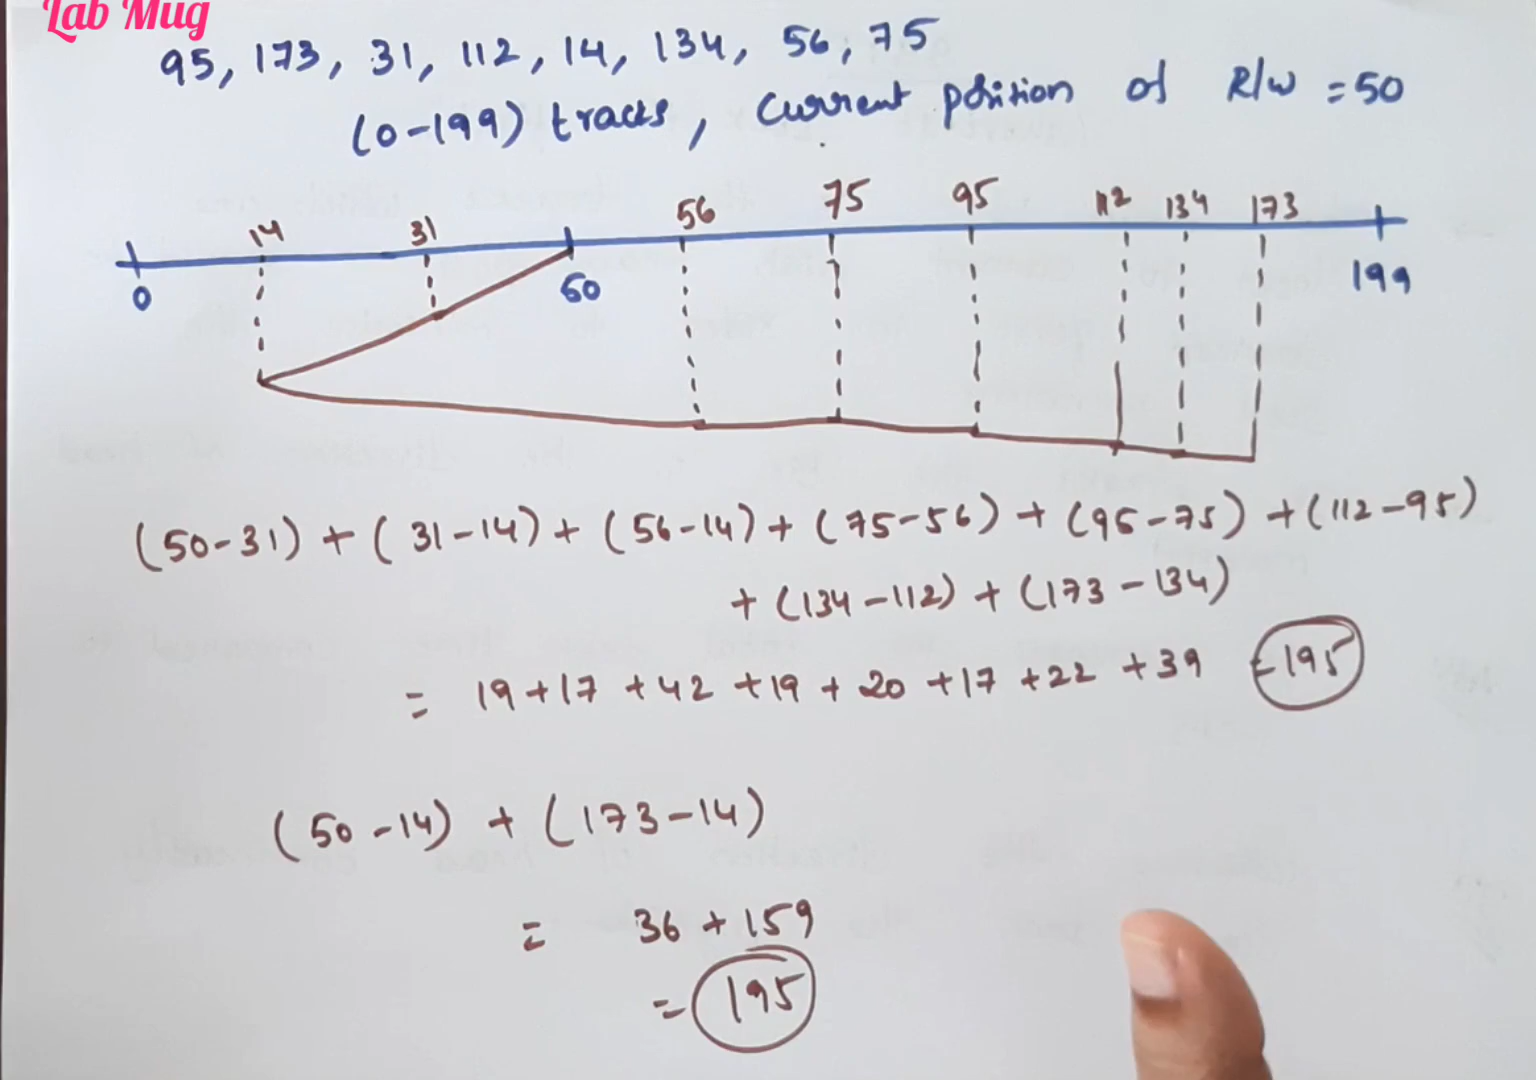 Lab Mug
95, 173, 31, 112, 14, 134, 56, 75
(0-199) tracks, current position of R/W = 50
14 31 56 75 95 112 134 173
0 50 199
(50-31) + (31-14) + (56-14) + (75-56) + (95-75) + (112-95)
+ (134-112) + (173-134)
= 19+17+42+19+20+17+22+39 = 195
(50-14) + (173-14)
= 36+159
= 195